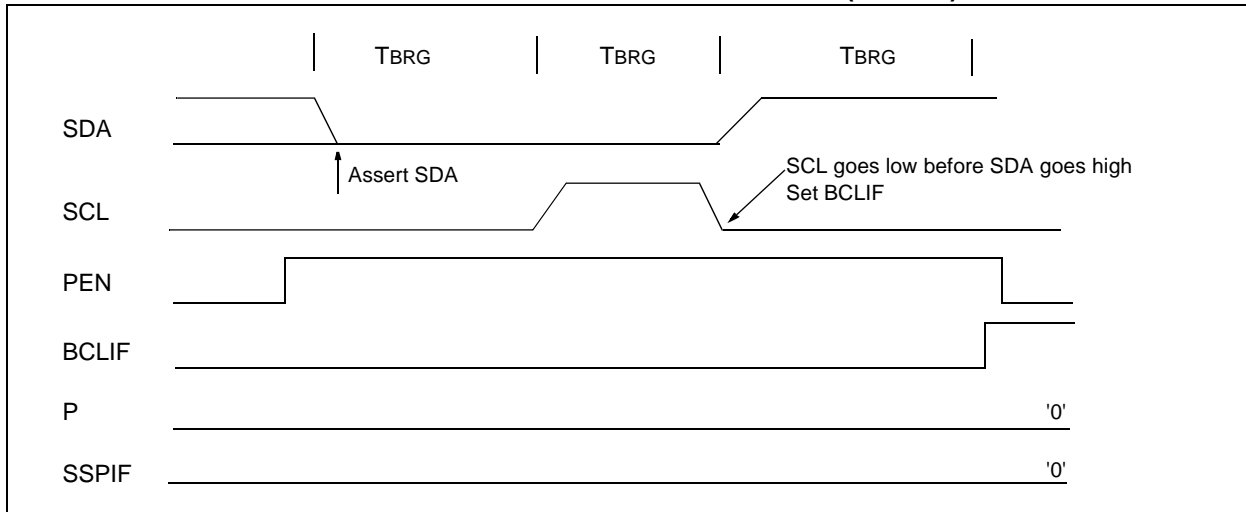 TBRG TBRG TBRG
SDA
Assert SDA
SCL goes low before SDA goes high
Set BCLIF
SCL
PEN
BCLIF
P '0'
SSPIF '0'